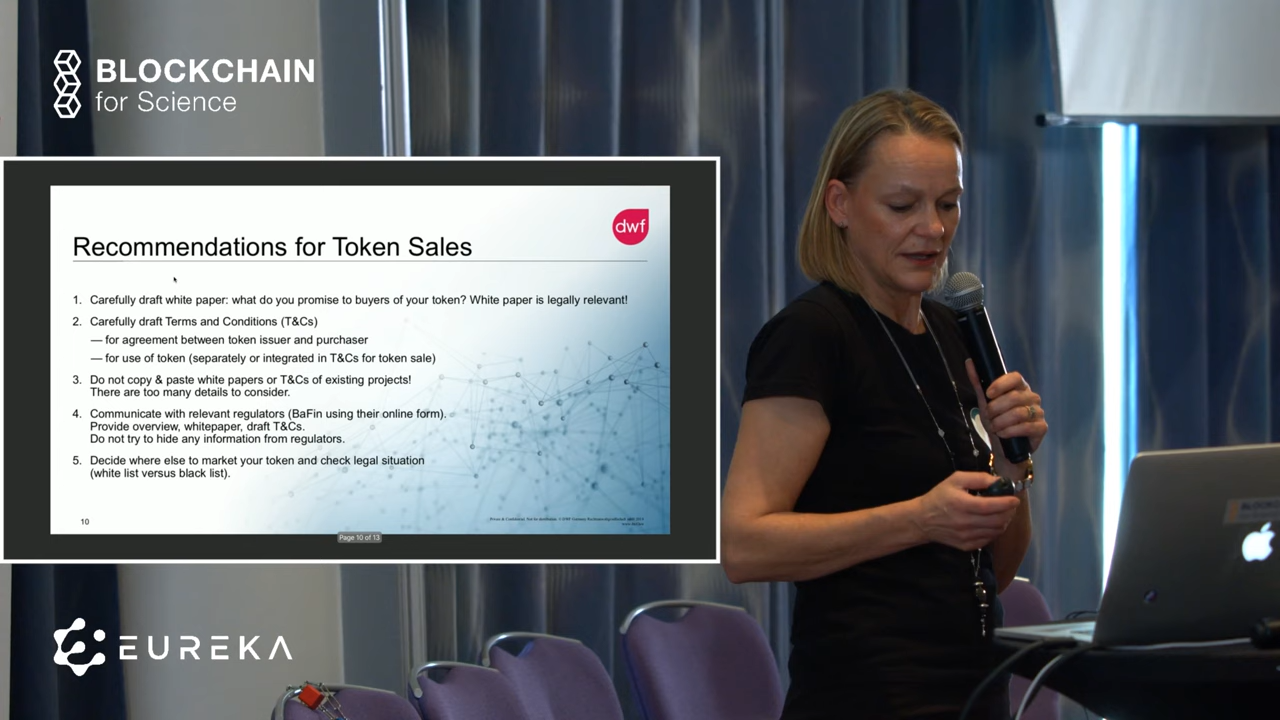 BLOCKCHAIN
for Science
dwf
Recommendations for Token Sales
1. Carefully draft white paper: what do you promise to buyers of your token? White paper is legally relevant!
2. Carefully draft Terms and Conditions (T&Cs)
— for agreement between token issuer and purchaser
— for use of token (separately or integrated in T&Cs for token sale)
3. Do not copy & paste white papers or T&Cs of existing projects!
There are too many details to consider.
4. Communicate with relevant regulators (BaFin using their online form).
Provide overview, whitepaper, draft T&Cs.
Do not try to hide any information from regulators.
5. Decide where else to market your token and check legal situation
(white list versus black list).
10
Page 10 of 13
EUREKA